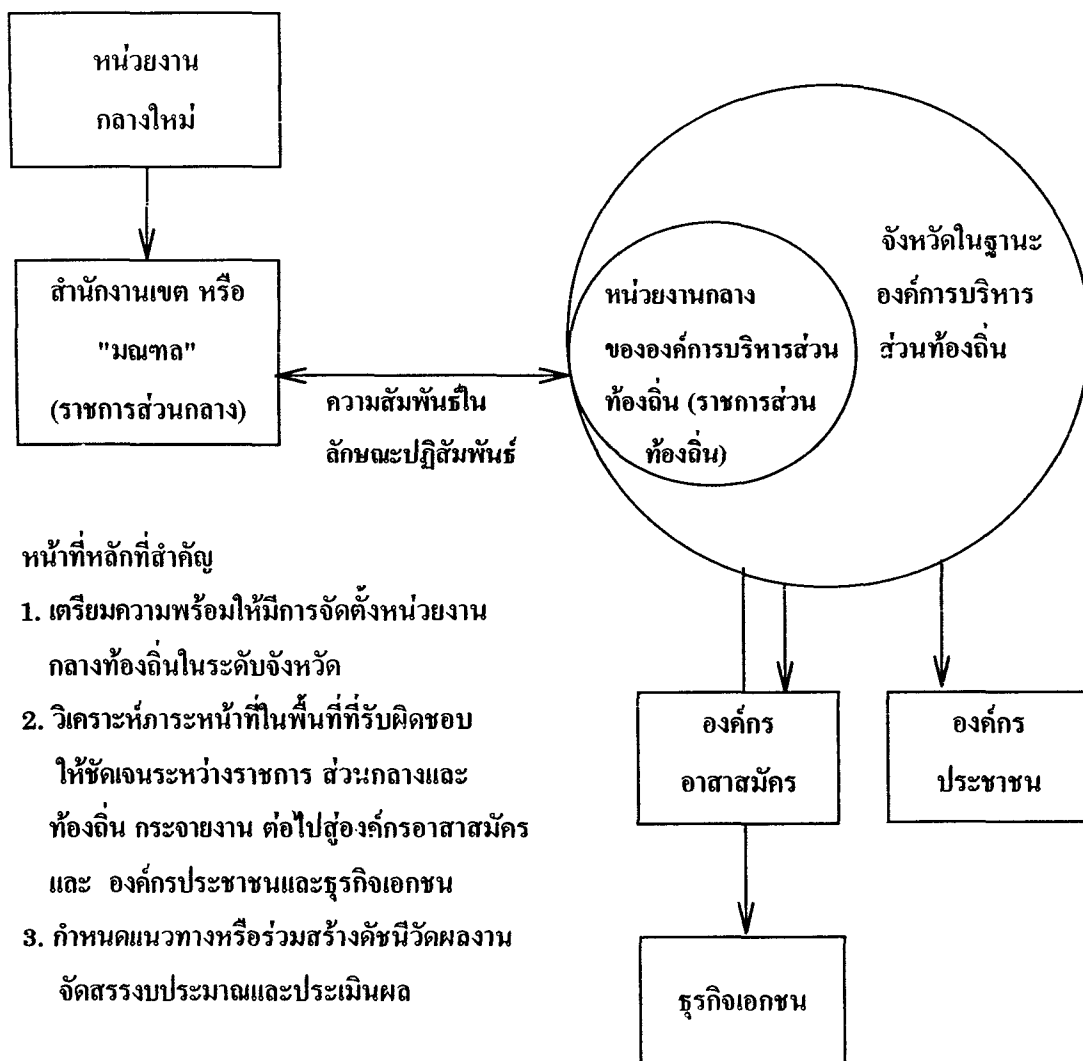 หน่วยงาน
กลางใหม่
สำนักงานเขต หรือ
"มณฑล"
(ราชการส่วนกลาง)
ความสัมพันธ์ใน
ลักษณะปฏิสัมพันธ์
หน่วยงานกลาง
ขององค์การบริหารส่วน
ท้องถิ่น (ราชการส่วน
ท้องถิ่น)
จังหวัดในฐานะ
องค์การบริหาร
ส่วนท้องถิ่น
หน้าที่หลักที่สำคัญ
1. เตรียมความพร้อมให้มีการจัดตั้งหน่วยงาน
กลางท้องถิ่นในระดับจังหวัด
2. วิเคราะห์ภาระหน้าที่ในพื้นที่ที่รับผิดชอบ
ให้ชัดเจนระหว่างราชการ ส่วนกลางและ
ท้องถิ่น กระจายงาน ต่อไปสู่องค์กรอาสาสมัคร
และ องค์กรประชาชนและธุรกิจเอกชน
3. กำหนดแนวทางหรือร่วมสร้างดัชนีวัดผลงาน
จัดสรรงบประมาณและประเมินผล
องค์กร
อาสาสมัคร
องค์กร
ประชาชน
ธุรกิจเอกชน